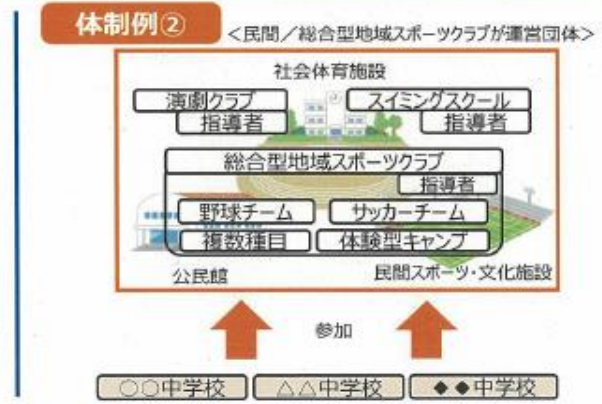 体制例②
<民間／総合型地域スポーツクラブが運営団体>
社会体育施設
演劇クラブ
指導者
スイミングスクール
指導者
総合型地域スポーツクラブ
指導者
野球チーム
サッカーチーム
複数種目
体験型キャンプ
公民館
民間スポーツ・文化施設
参加
○○中学校
△△中学校
◆◆中学校